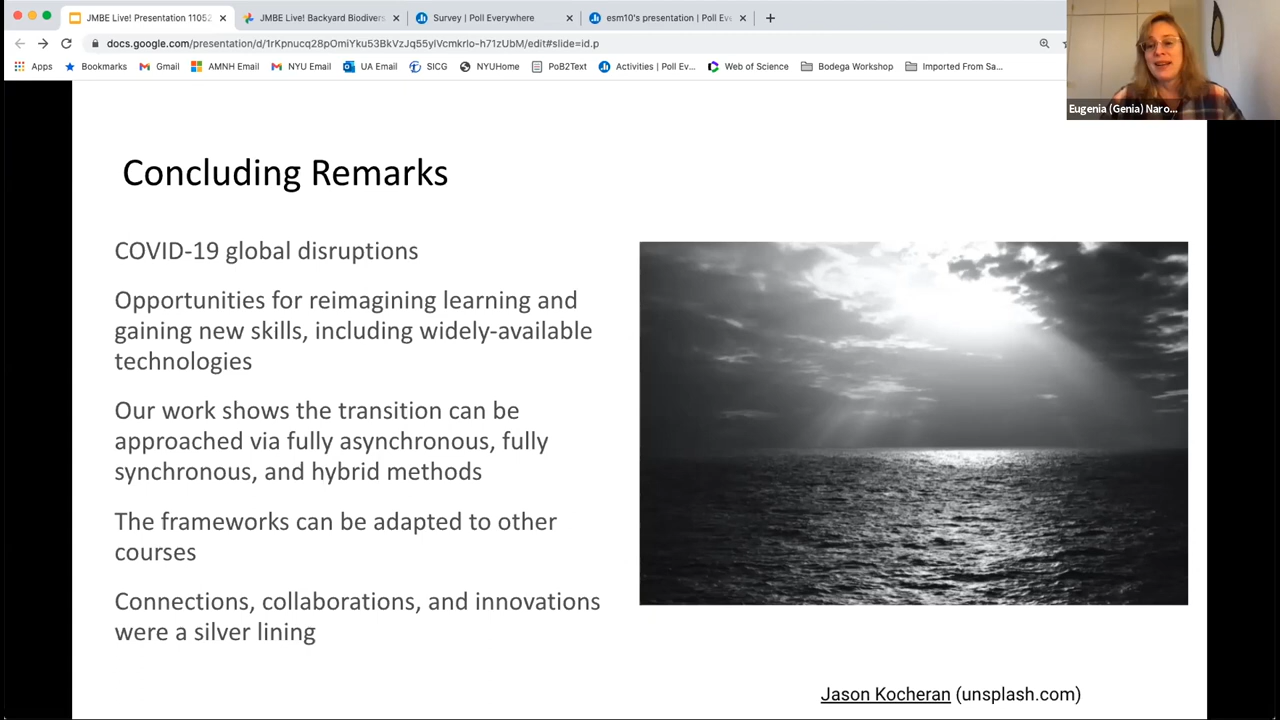 JMBE Live! Presentation 11052
JMBE Live! Backyard Biodivers
Survey | Poll Everywhere
esm10's presentation | Poll Eve
docs.google.com/presentation/d/1rKpnucq28pOmiYku53BkVzJq55ylVcmkrlo-h71zUbM/edit#slide=id.p
Apps Bookmarks Gmail AMNH Email NYU Email UA Email SICG NYUHome PoB2Text Activities | Poll Ev... Web of Science Bodega Workshop Imported From Sa...
Eugenia (Genia) Naro...
Concluding Remarks
COVID-19 global disruptions
Opportunities for reimagining learning and
gaining new skills, including widely-available
technologies
Our work shows the transition can be
approached via fully asynchronous, fully
synchronous, and hybrid methods
The frameworks can be adapted to other
courses
Connections, collaborations, and innovations
were a silver lining
Jason Kocheran (unsplash.com)